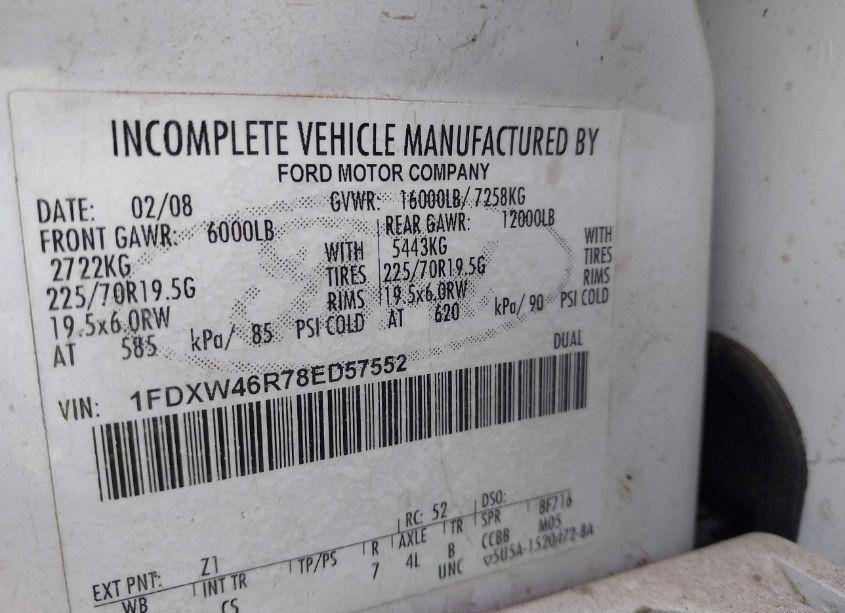 INCOMPLETE VEHICLE MANUFACTURED BY
FORD MOTOR COMPANY
DATE: 02/08 GVWR: 16000LB/ 7258KG
FRONT GAWR: 6000LB REAR GAWR: 12000LB
2722KG WITH 5443KG WITH
225/70R19.5G TIRES 225/70R19.5G TIRES
19.5x6.0RW RIMS 19.5x6.0RW RIMS
AT 585 kPa/ 85 PSI COLD AT 620 kPa/ 90 PSI COLD
DUAL
VIN: 1FDXW46R78ED57552
EXT PNT: Z1 RC: 52 DSO:
WB INT TR TP/PS R AXLE TR SPR 8F716
CS 7 4L B CCBB M05
UNC